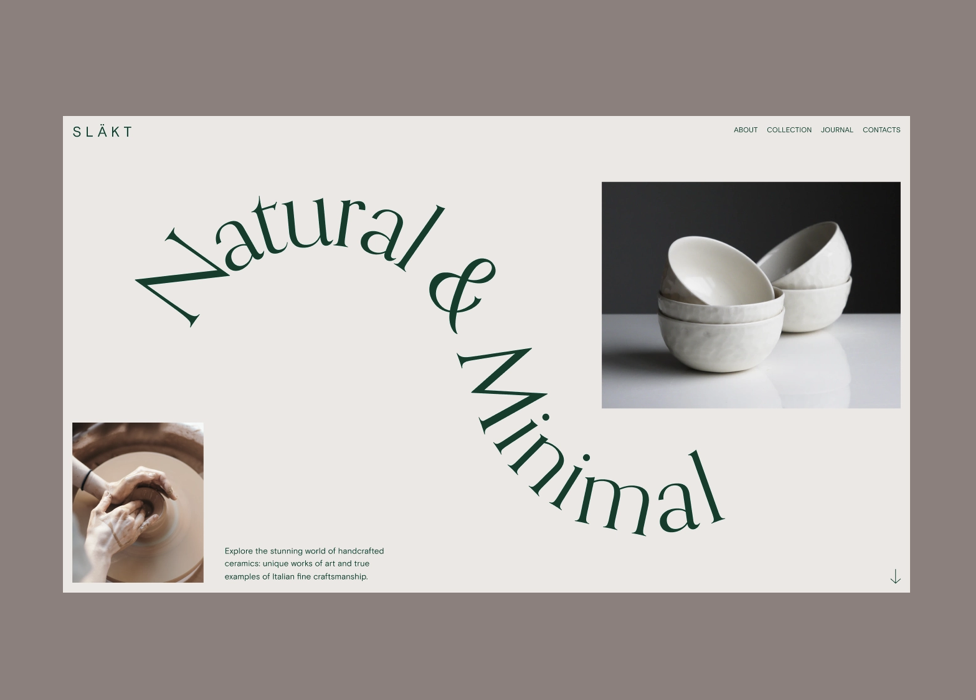 SLÄKT
ABOUT COLLECTION JOURNAL CONTACTS
Natural & Minimal
Explore the stunning world of handcrafted
ceramics: unique works of art and true
examples of Italian fine craftsmanship.